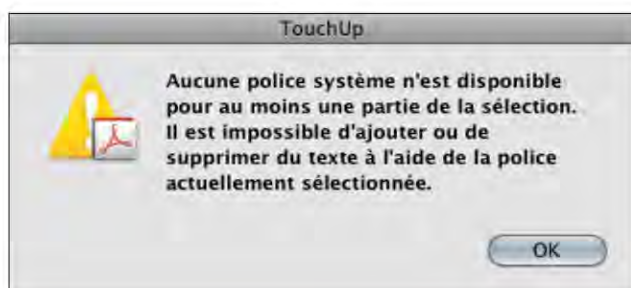 TouchUp
Aucune police système n'est disponible
pour au moins une partie de la sélection.
Il est impossible d'ajouter ou de
supprimer du texte à l'aide de la police
actuellement sélectionnée.
OK